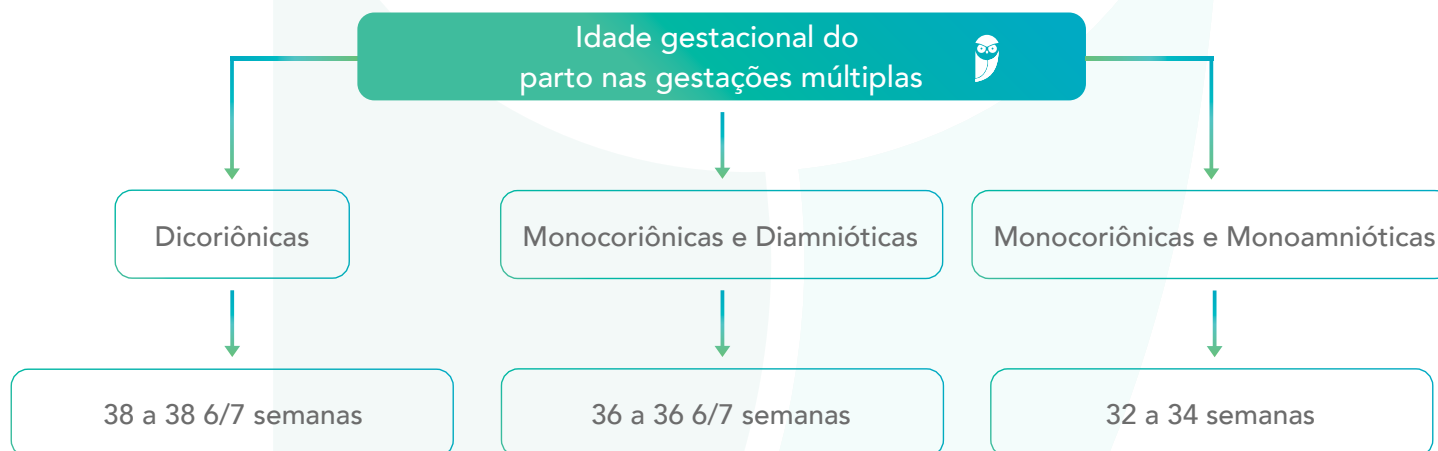 Idade gestacional do
parto nas gestações múltiplas
Dicoriônicas
Monocoriônicas e Diamnióticas
Monocoriônicas e Monoamnióticas
38 a 38 6/7 semanas
36 a 36 6/7 semanas
32 a 34 semanas